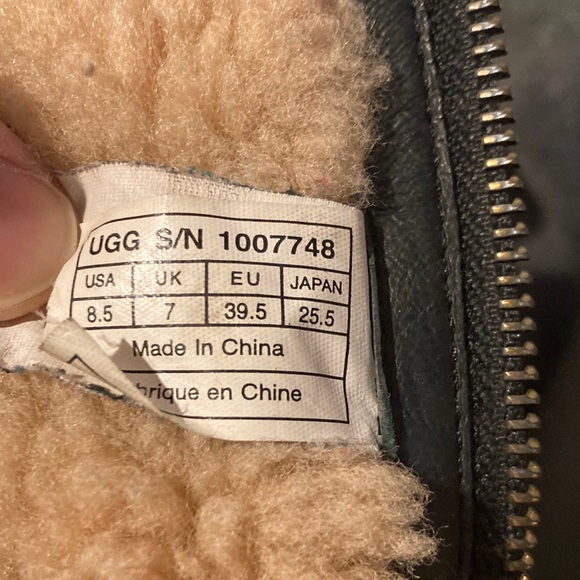 UGG S/N 1007748
USA UK EU JAPAN
8.5 7 39.5 25.5
Made In China
brique en Chine